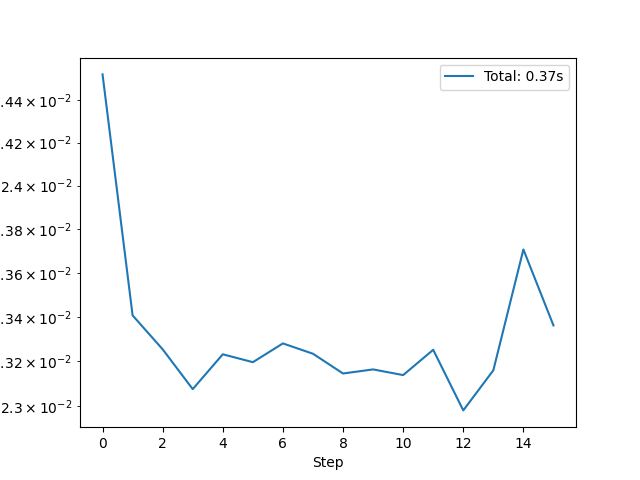 Total: 0.37s
.44 × 10⁻²
.42 × 10⁻²
2.4 × 10⁻²
.38 × 10⁻²
.36 × 10⁻²
.34 × 10⁻²
.32 × 10⁻²
2.3 × 10⁻²
0 2 4 6 8 10 12 14
Step